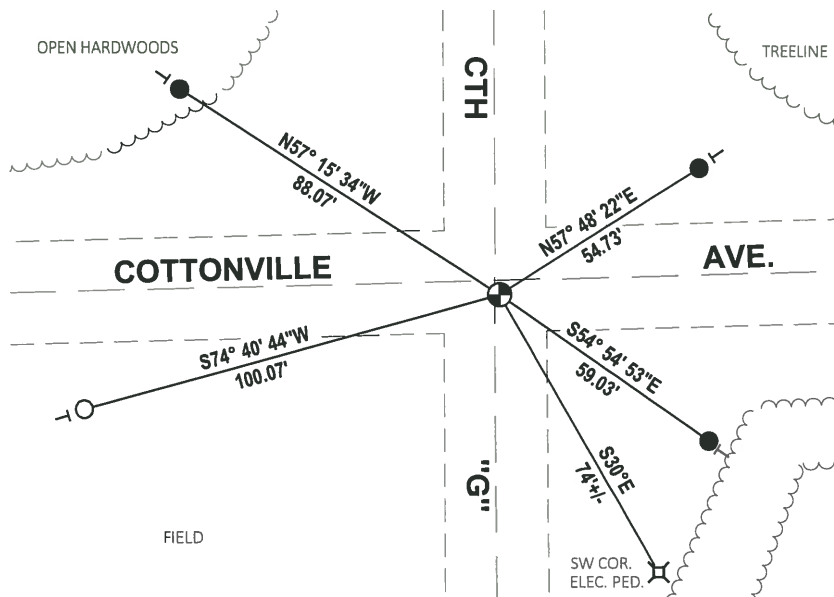 OPEN HARDWOODS
CTH
TREELINE
N57° 15' 34"W
88.07'
N57° 48' 22"E
54.73'
COTTONVILLE
AVE.
S74° 40' 44"W
100.07'
S54° 54' 53"E
59.03'
S30°E
74'+/-
"G"
FIELD
SW COR.
ELEC. PED.